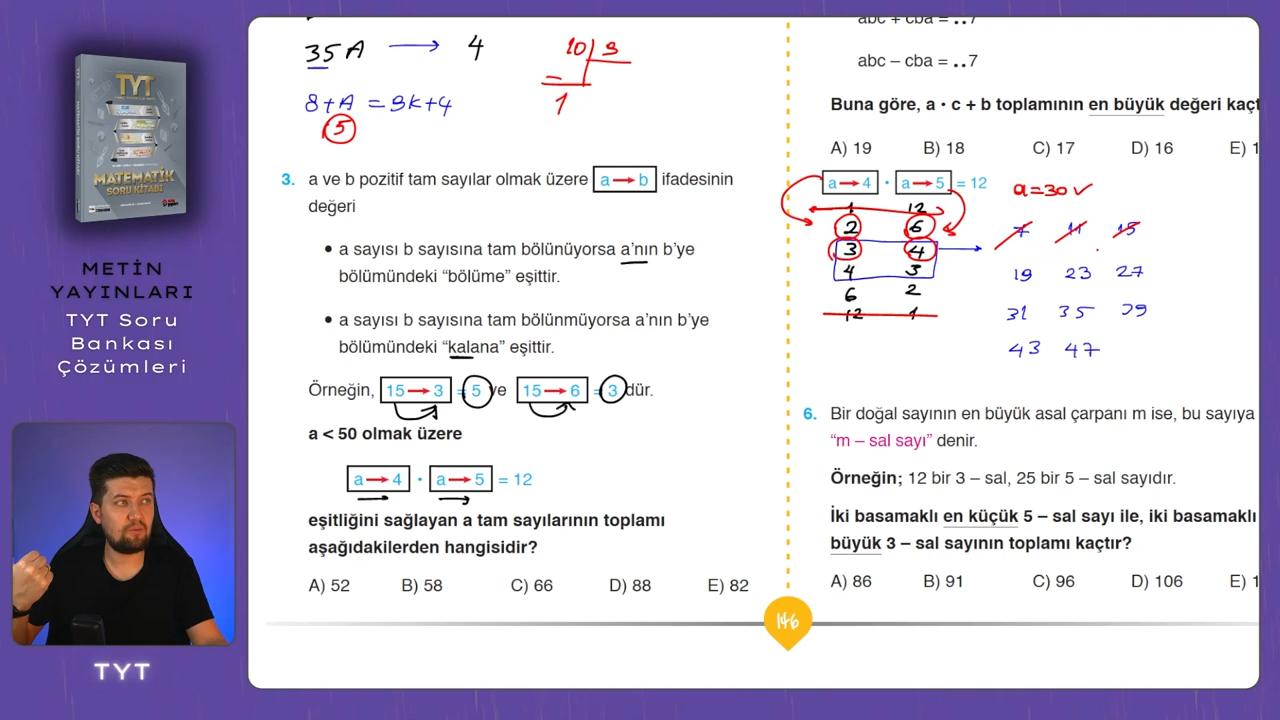 35A → 4
10 9
1
8+A = 9K+4
5
3. a ve b pozitif tam sayılar olmak üzere a → b ifadesinin
değeri
• a sayısı b sayısına tam bölünüyorsa a’nın b’ye
bölümündeki “bölüme” eşittir.
• a sayısı b sayısına tam bölünmüyorsa a’nın b’ye
bölümündeki “kalana” eşittir.
Örneğin, 15 → 3 = 5 ve 15 → 6 = 3 dür.
a < 50 olmak üzere
a → 4 • a → 5 = 12
eşitliğini sağlayan a tam sayılarının toplamı
aşağıdakilerden hangisidir?
A) 52 B) 58 C) 66 D) 88 E) 82
abc + cba = ..7
abc – cba = ..7
Buna göre, a • c + b toplamının en büyük değeri kaçt
A) 19 B) 18 C) 17 D) 16 E) 1
a → 4 • a → 5 = 12
1 12
2 6
3 4
4 3
6 2
12 1
a=30 ✓
7 11 15
19 23 27
31 35 39
43 47
6. Bir doğal sayının en büyük asal çarpanı m ise, bu sayıya
“m – sal sayı” denir.
Örneğin; 12 bir 3 – sal, 25 bir 5 – sal sayıdır.
İki basamaklı en küçük 5 – sal sayı ile, iki basamaklı
büyük 3 – sal sayının toplamı kaçtır?
A) 86 B) 91 C) 96 D) 106 E) 1
146
TYT
MATEMATİK
SORU KİTABI
METİN
YAYINLARI
TYT Soru
Bankası
Çözümleri
TYT